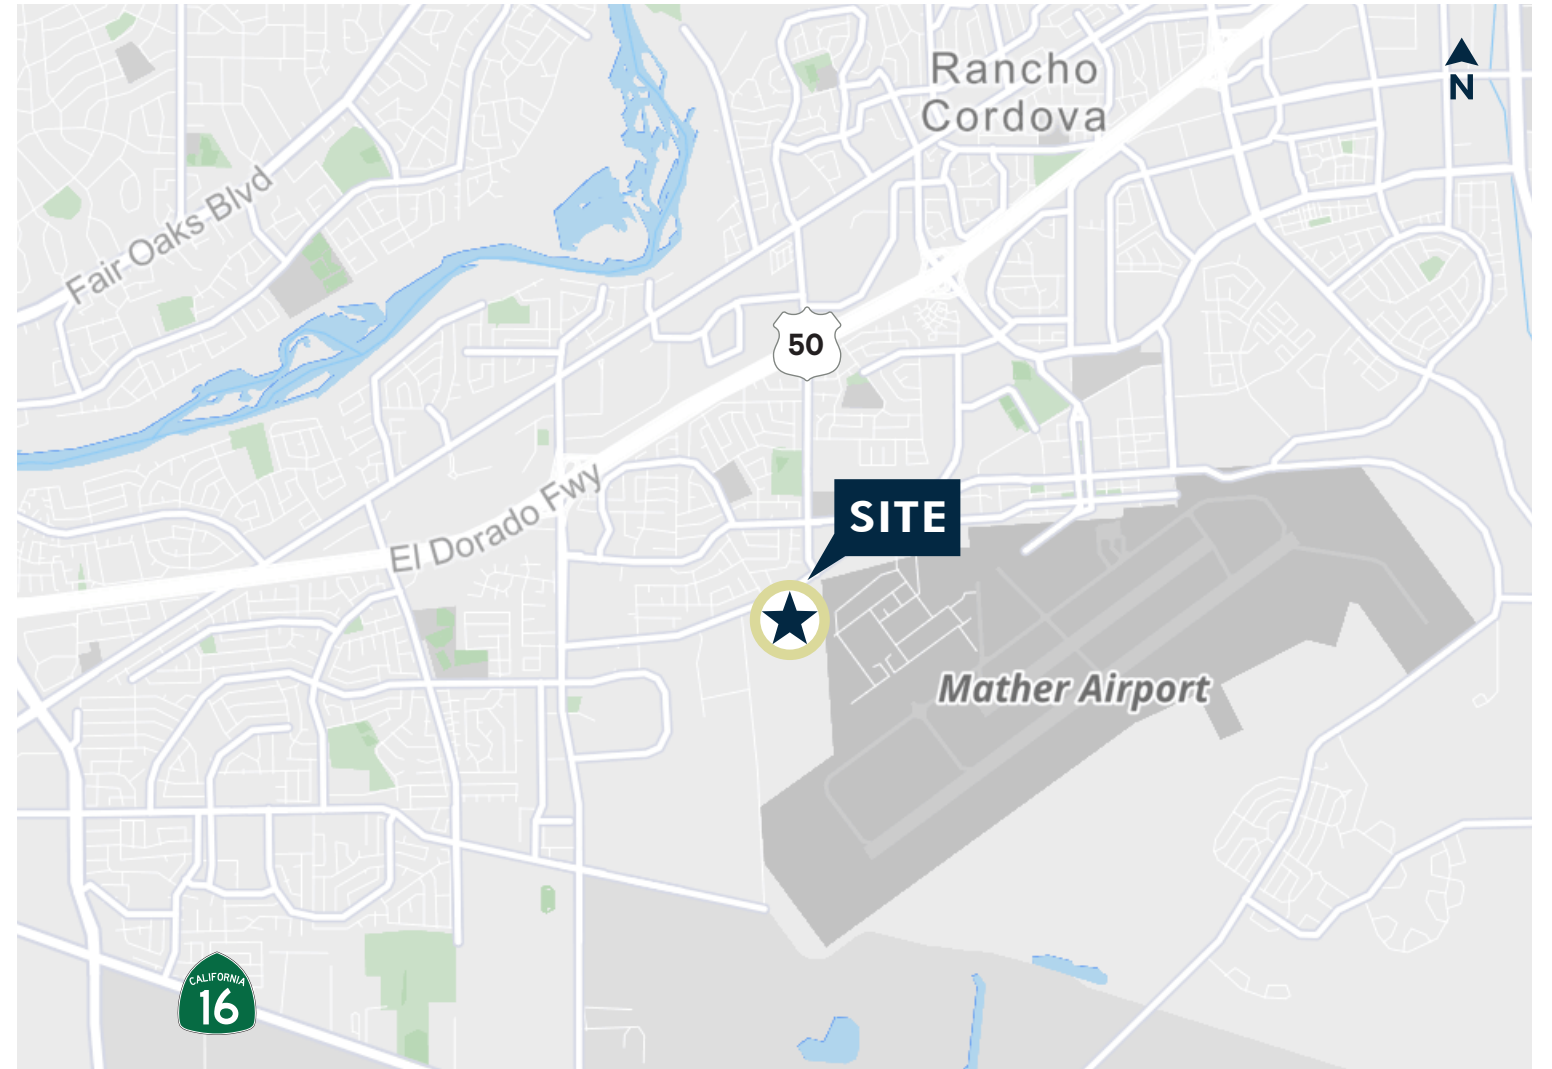 Rancho
Cordova
N
Fair Oaks Blvd
50
El Dorado Fwy
SITE
Mather Airport
CALIFORNIA
16